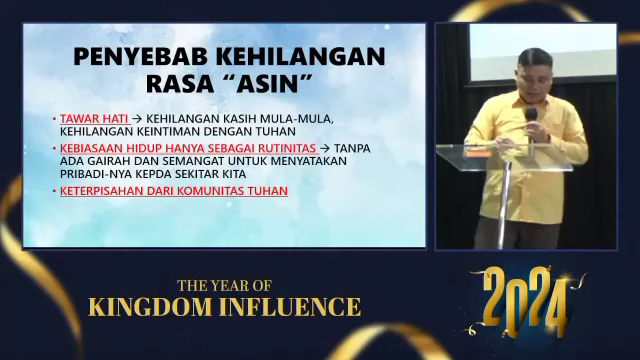 PENYEBAB KEHILANGAN
RASA “ASIN”
• TAWAR HATI → KEHILANGAN KASIH MULA-MULA,
KEHILANGAN KEINTIMAN DENGAN TUHAN
• KEBIASAAN HIDUP HANYA SEBAGAI RUTINITAS → TANPA
ADA GAIRAH DAN SEMANGAT UNTUK MENYATAKAN
PRIBADI-NYA KEPDA SEKITAR KITA
• KETERPISAHAN DARI KOMUNITAS TUHAN
THE YEAR OF
KINGDOM INFLUENCE
2024